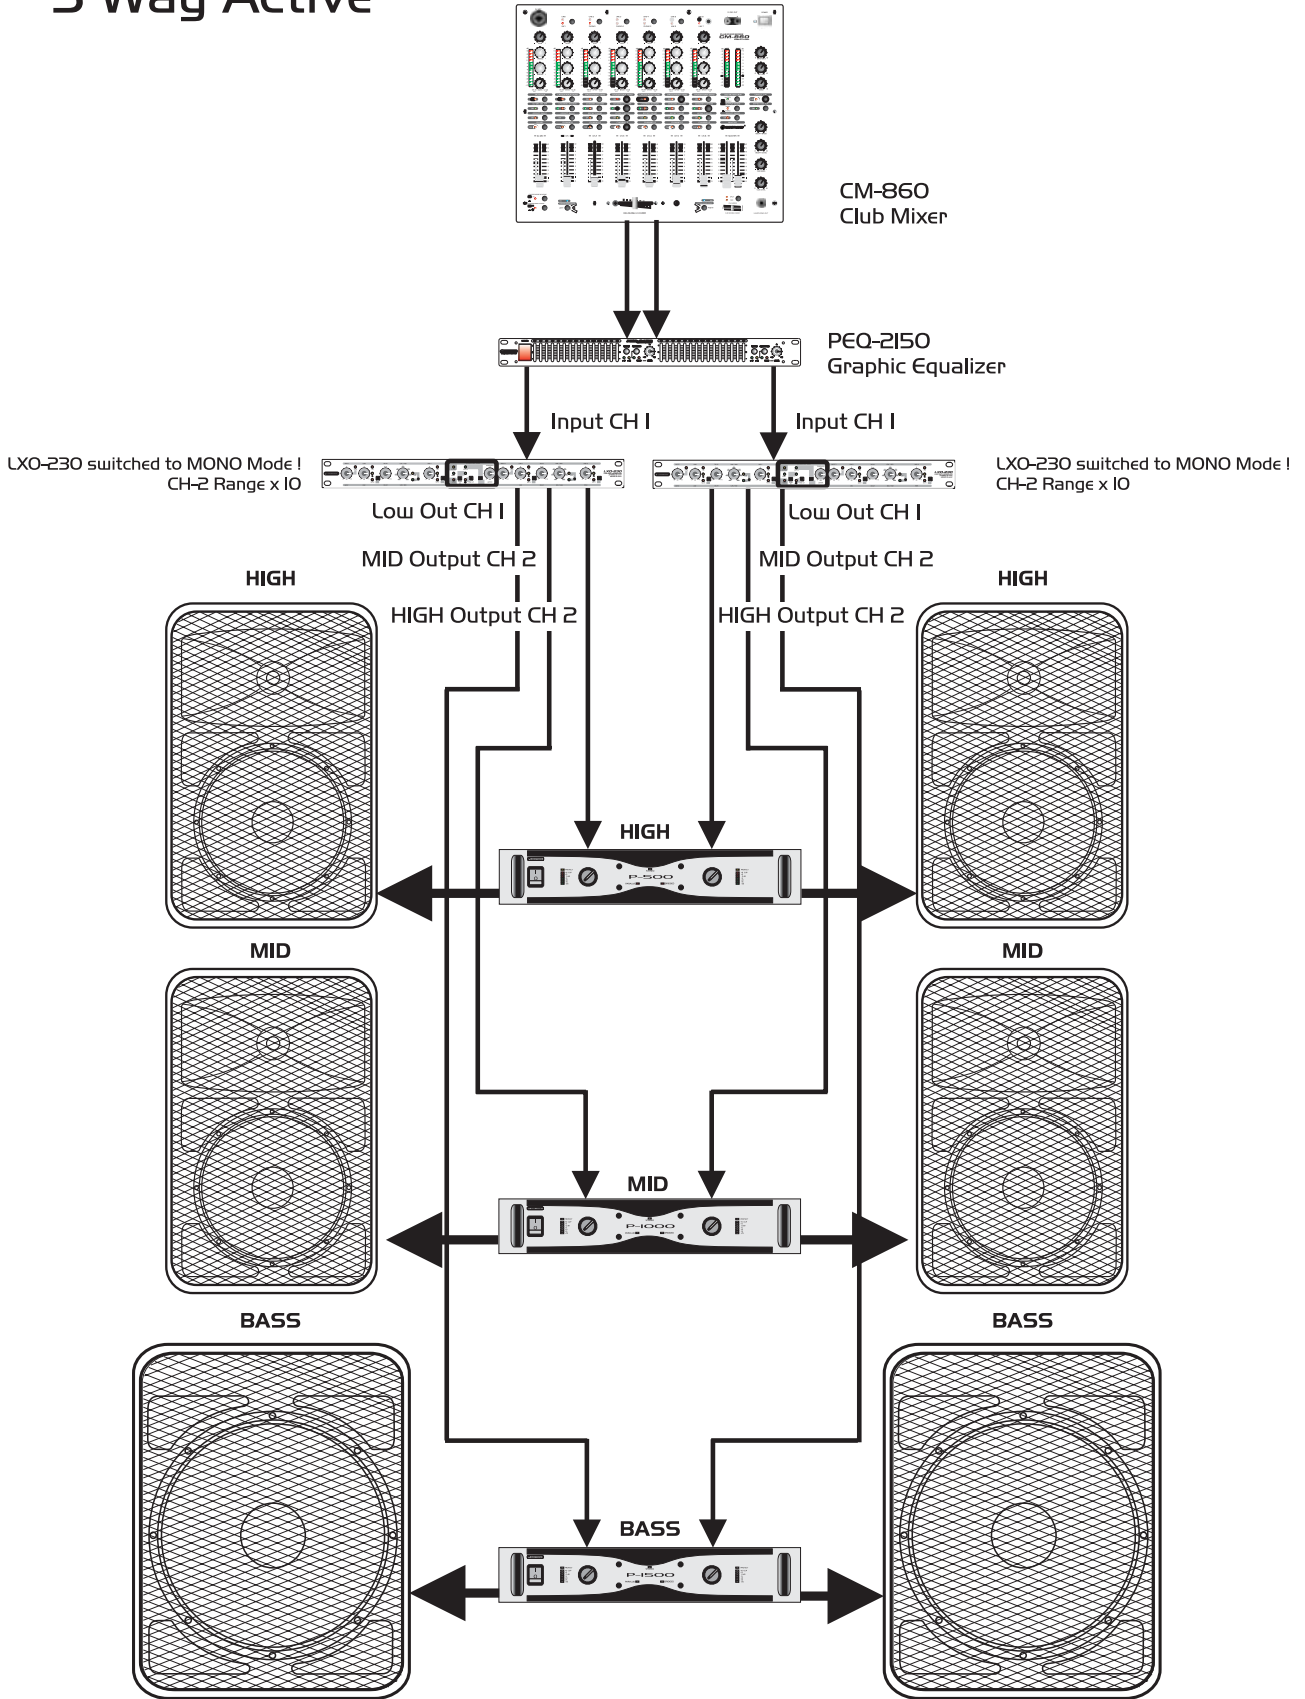 3 Way Active
CM-860
CM-860
Club Mixer
PEQ-2150
Graphic Equalizer
Input CH 1
Input CH 1
LXO-230 switched to MONO Mode !
CH-2 Range x 10
LXO-230 switched to MONO Mode !
CH-2 Range x 10
Low Out CH 1
Low Out CH 1
MID Output CH 2
MID Output CH 2
HIGH
HIGH
HIGH Output CH 2
HIGH Output CH 2
HIGH
P-500
MID
MID
MID
P-1000
BASS
BASS
BASS
P-1500